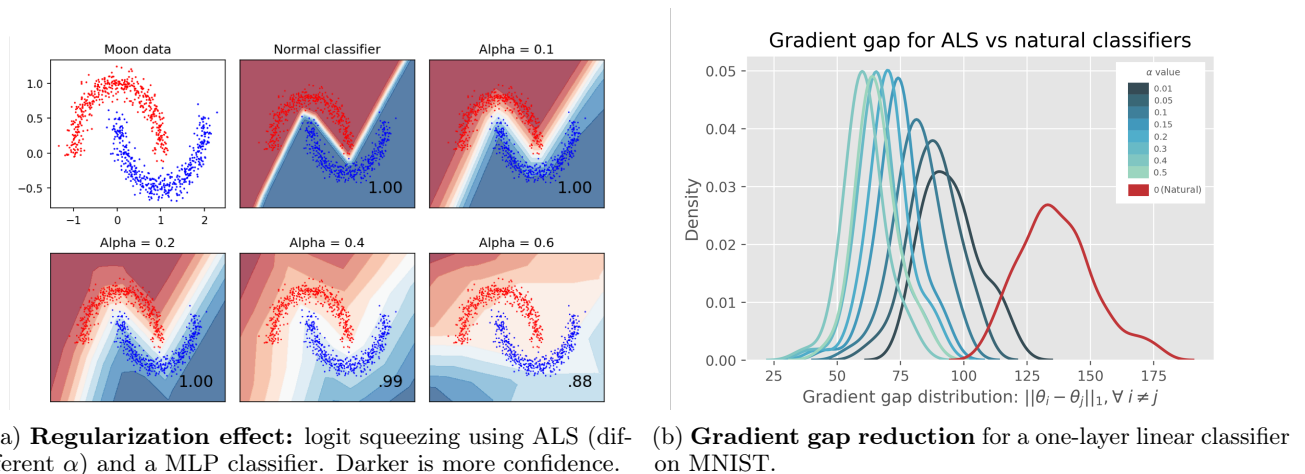 Moon data
Normal classifier
Alpha = 0.1
1.0
0.5
0.0
−0.5
−1
0
1
2
1.00
1.00
Alpha = 0.2
Alpha = 0.4
Alpha = 0.6
1.00
.99
.88
a) Regularization effect: logit squeezing using ALS (dif-
ferent α) and a MLP classifier. Darker is more confidence.
Gradient gap for ALS vs natural classifiers
Density
0.05
0.04
0.03
0.02
0.01
0.00
α value
0.01
0.05
0.1
0.15
0.2
0.3
0.4
0.5
0 (Natural)
25
50
75
100
125
150
175
Gradient gap distribution: ||θi − θj||1, ∀ i ≠ j
(b) Gradient gap reduction for a one-layer linear classifier
on MNIST.